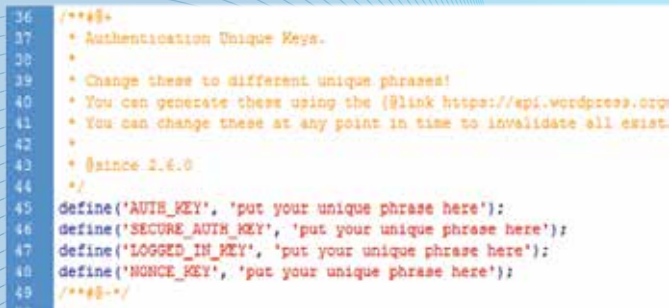 36 /**#@+
37 * Authentication Unique Keys.
38 *
39 * Change these to different unique phrases!
40 * You can generate these using the {@link https://api.wordpress.org
41 * You can change these at any point in time to invalidate all exist
42 *
43 * @since 2.6.0
44 */
45 define('AUTH_KEY', 'put your unique phrase here');
46 define('SECURE_AUTH_KEY', 'put your unique phrase here');
47 define('LOGGED_IN_KEY', 'put your unique phrase here');
48 define('NONCE_KEY', 'put your unique phrase here');
49 /**#@-*/